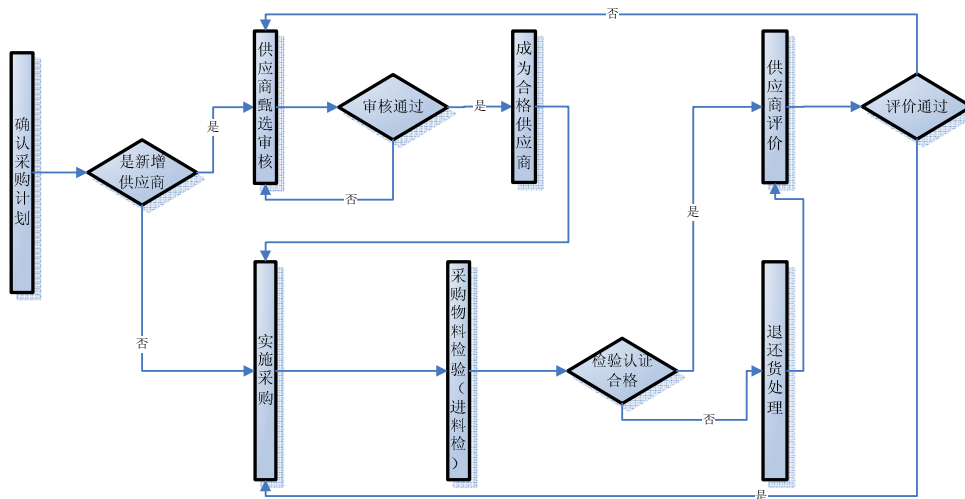 否
确认采购计划
是新增
供应商
是
供应商甄选审核
审核通过
是
否
成为合格供应商
供应商评价
评价通过
否
是
实施采购
采购物料检验（进料检）
检验认证
合格
否
退还货处理
是